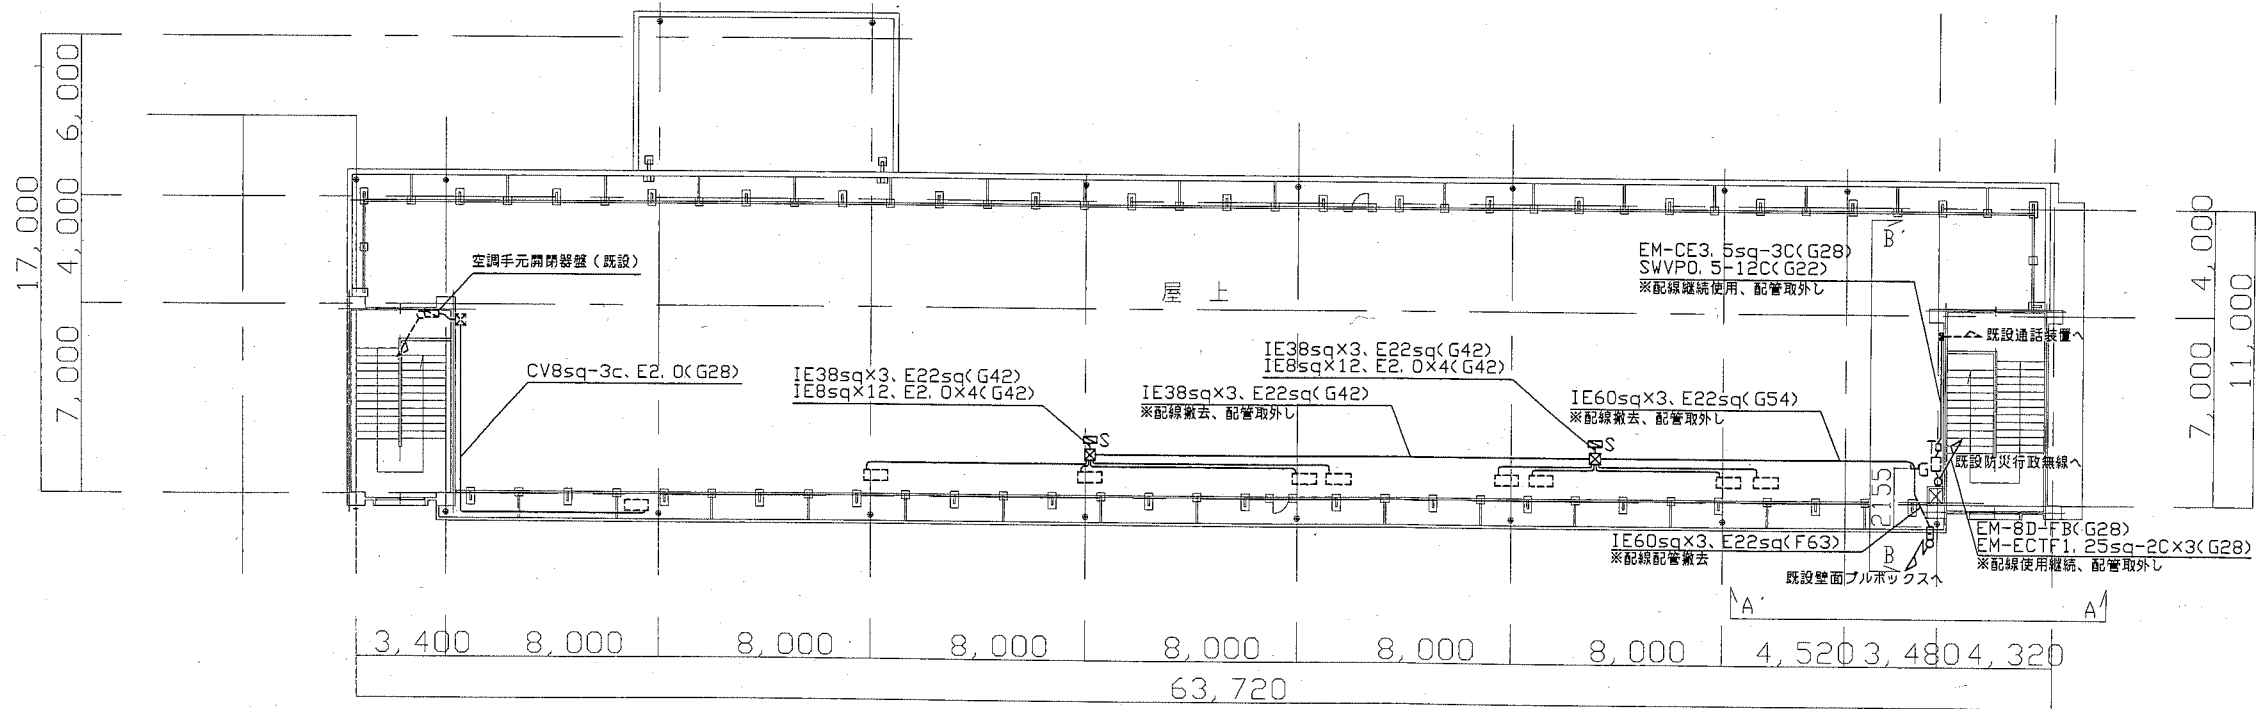 17,000
6,000
4,000
7,000
空調手元開閉器盤(既設)
屋 上
EM-CE3.5sq-3C(G28)
SWVP0.5-12C(G22)
※配線継続使用、配管取外し
B'
既設通話装置へ
4,000
7,000
11,000
CV8sq-3c、E2.0(G28)
IE38sq×3、E22sq(G42)
IE8sq×12、E2.0×4(G42)
IE38sq×3、E22sq(G42)
※配線撤去、配管取外し
IE38sq×3、E22sq(G42)
IE8sq×12、E2.0×4(G42)
IE60sq×3、E22sq(G54)
※配線撤去、配管取外し
S
S
既設防災行政無線へ
2155
IE60sq×3、E22sq(F63)
※配線配管撤去
B
既設壁面プルボックスへ
EM-8D-FB(G28)
EM-ECTF1.25sq-2C×3(G28)
※配線使用継続、配管取外し
A'
A
3,400
8,000
8,000
8,000
8,000
8,000
8,000
4,520
3,480
4,320
63,720